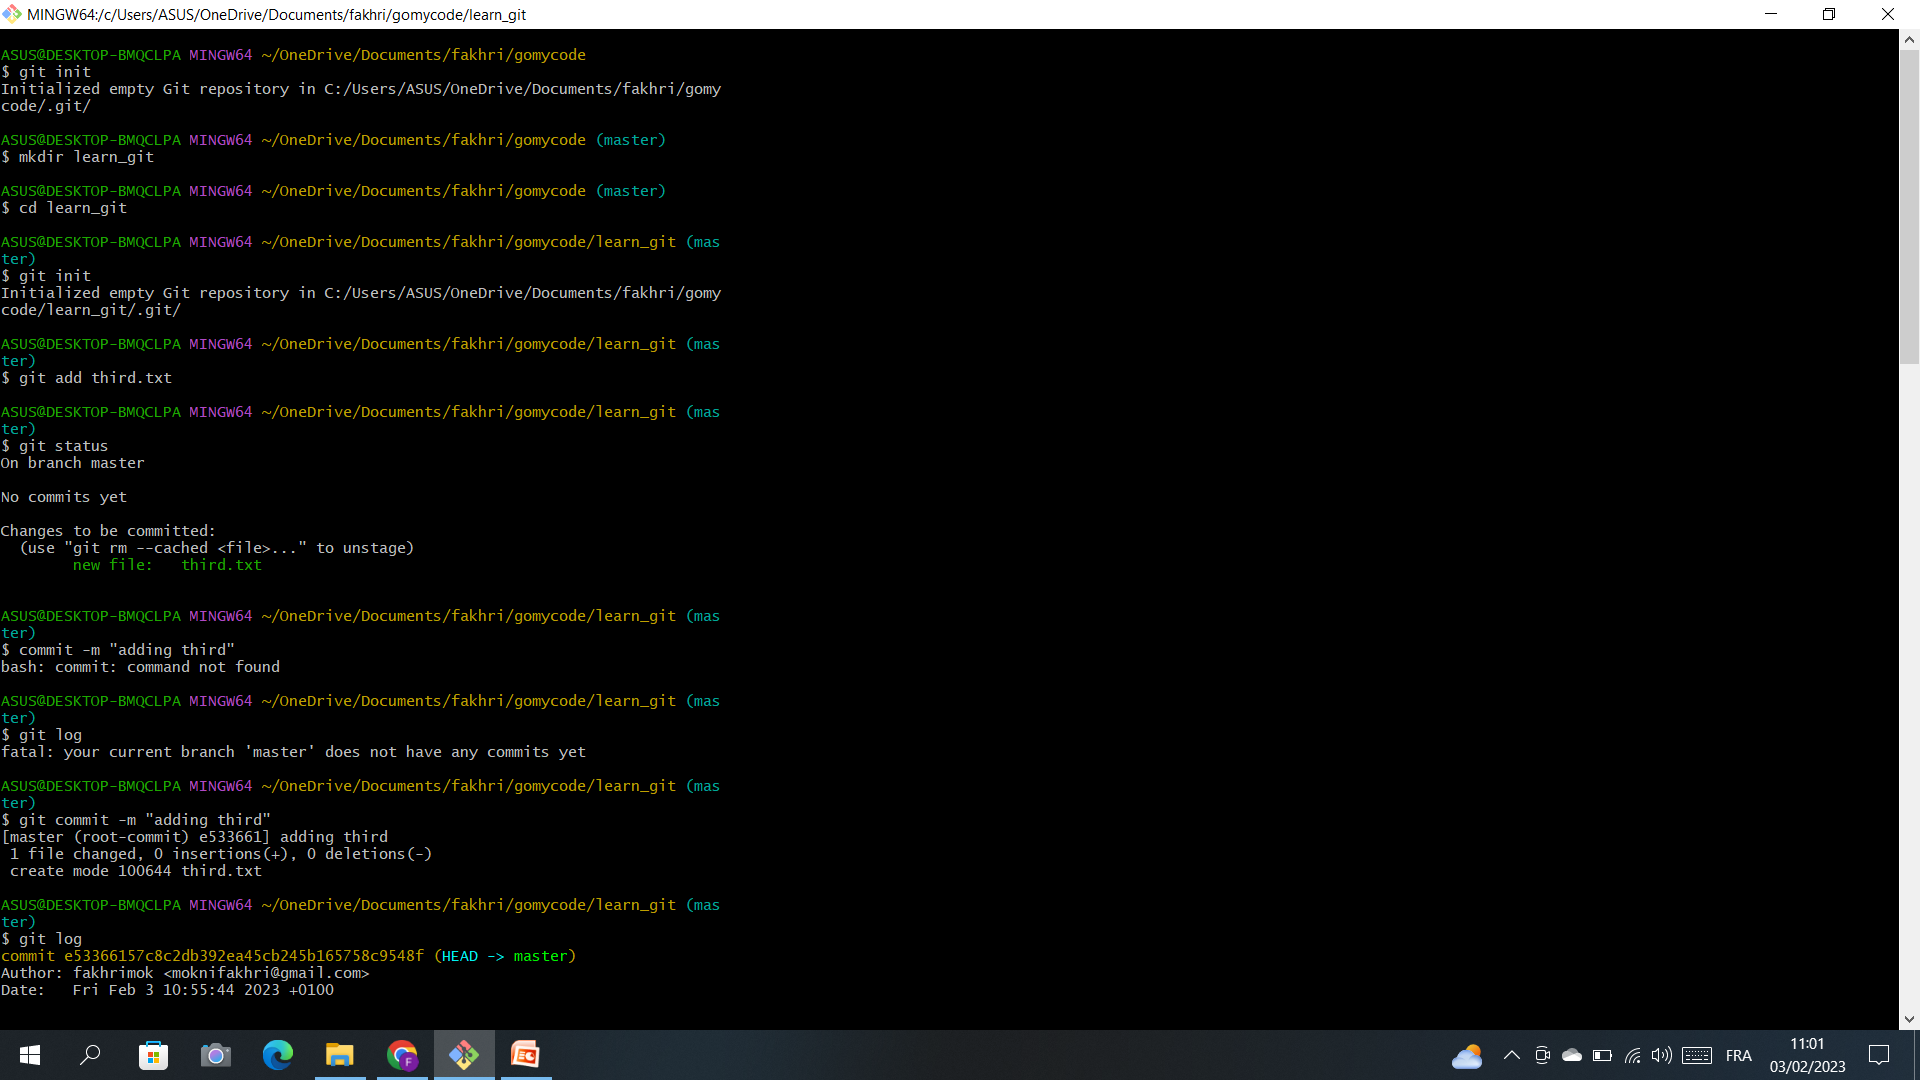 MINGW64:/c/Users/ASUS/OneDrive/Documents/fakhri/gomycode/learn_git
ASUS@DESKTOP-BMQCLPA MINGW64 ~/OneDrive/Documents/fakhri/gomycode
$ git init
Initialized empty Git repository in C:/Users/ASUS/OneDrive/Documents/fakhri/gomy
code/.git/
ASUS@DESKTOP-BMQCLPA MINGW64 ~/OneDrive/Documents/fakhri/gomycode (master)
$ mkdir learn_git
ASUS@DESKTOP-BMQCLPA MINGW64 ~/OneDrive/Documents/fakhri/gomycode (master)
$ cd learn_git
ASUS@DESKTOP-BMQCLPA MINGW64 ~/OneDrive/Documents/fakhri/gomycode/learn_git (mas
ter)
$ git init
Initialized empty Git repository in C:/Users/ASUS/OneDrive/Documents/fakhri/gomy
code/learn_git/.git/
ASUS@DESKTOP-BMQCLPA MINGW64 ~/OneDrive/Documents/fakhri/gomycode/learn_git (mas
ter)
$ git add third.txt
ASUS@DESKTOP-BMQCLPA MINGW64 ~/OneDrive/Documents/fakhri/gomycode/learn_git (mas
ter)
$ git status
On branch master
No commits yet
Changes to be committed:
  (use "git rm --cached <file>..." to unstage)
        new file:   third.txt
ASUS@DESKTOP-BMQCLPA MINGW64 ~/OneDrive/Documents/fakhri/gomycode/learn_git (mas
ter)
$ commit -m "adding third"
bash: commit: command not found
ASUS@DESKTOP-BMQCLPA MINGW64 ~/OneDrive/Documents/fakhri/gomycode/learn_git (mas
ter)
$ git log
fatal: your current branch 'master' does not have any commits yet
ASUS@DESKTOP-BMQCLPA MINGW64 ~/OneDrive/Documents/fakhri/gomycode/learn_git (mas
ter)
$ git commit -m "adding third"
[master (root-commit) e533661] adding third
 1 file changed, 0 insertions(+), 0 deletions(-)
 create mode 100644 third.txt
ASUS@DESKTOP-BMQCLPA MINGW64 ~/OneDrive/Documents/fakhri/gomycode/learn_git (mas
ter)
$ git log
commit e53366157c8c2db392ea45cb245b165758c9548f (HEAD -> master)
Author: fakhrimok <moknifakhri@gmail.com>
Date:   Fri Feb 3 10:55:44 2023 +0100
F
FRA
11:01
03/02/2023